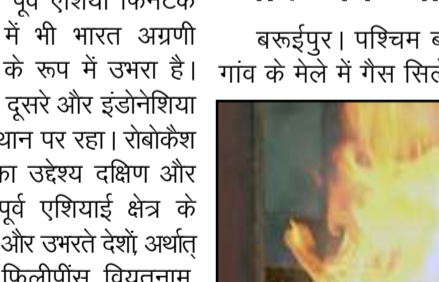 पूर्व एशिया फिनटेक
में भी भारत अग्रणी
के रूप में उभरा है।
दूसरे और इंडोनेशिया
थान पर रहा। रोबोकैश
का उद्देश्य दक्षिण और
पूर्व एशियाई क्षेत्र के
और उभरते देशों, अर्थात्
फिलीपींस, वियतनाम,
बरूईपुर। पश्चिम ब
गांव के मेले में गैस सिले